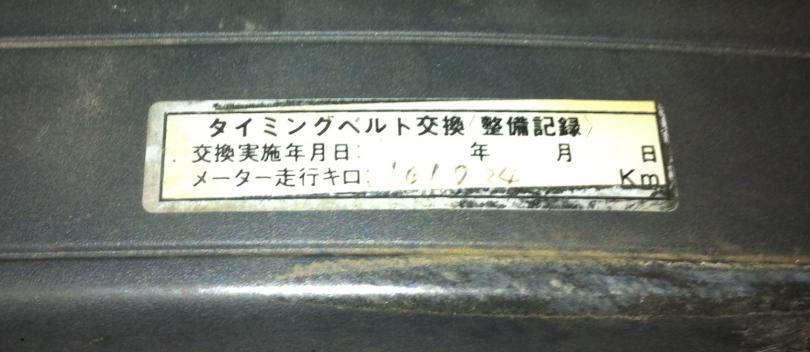 タイミングベルト交換(整備記録)
交換実施年月日: 年 月 日
メーター走行キロ: Km